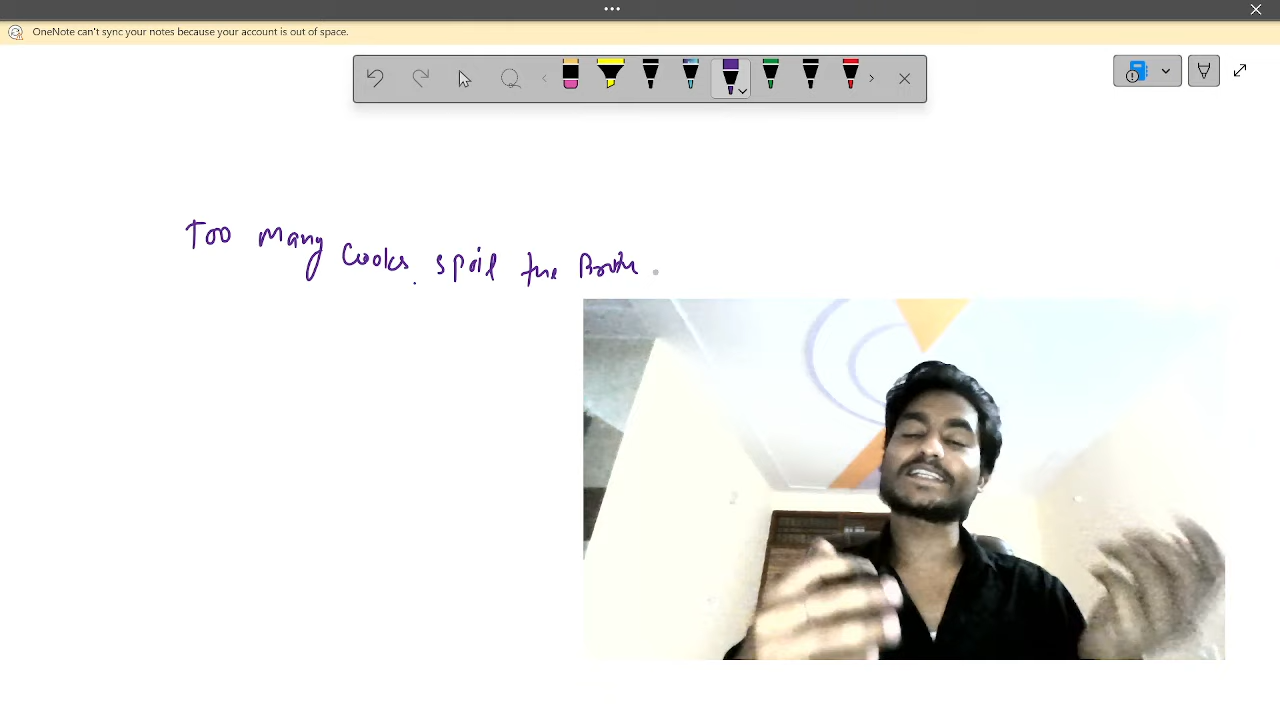 OneNote can't sync your notes because your account is out of space.
Too Many Cooks. spoil the Broth